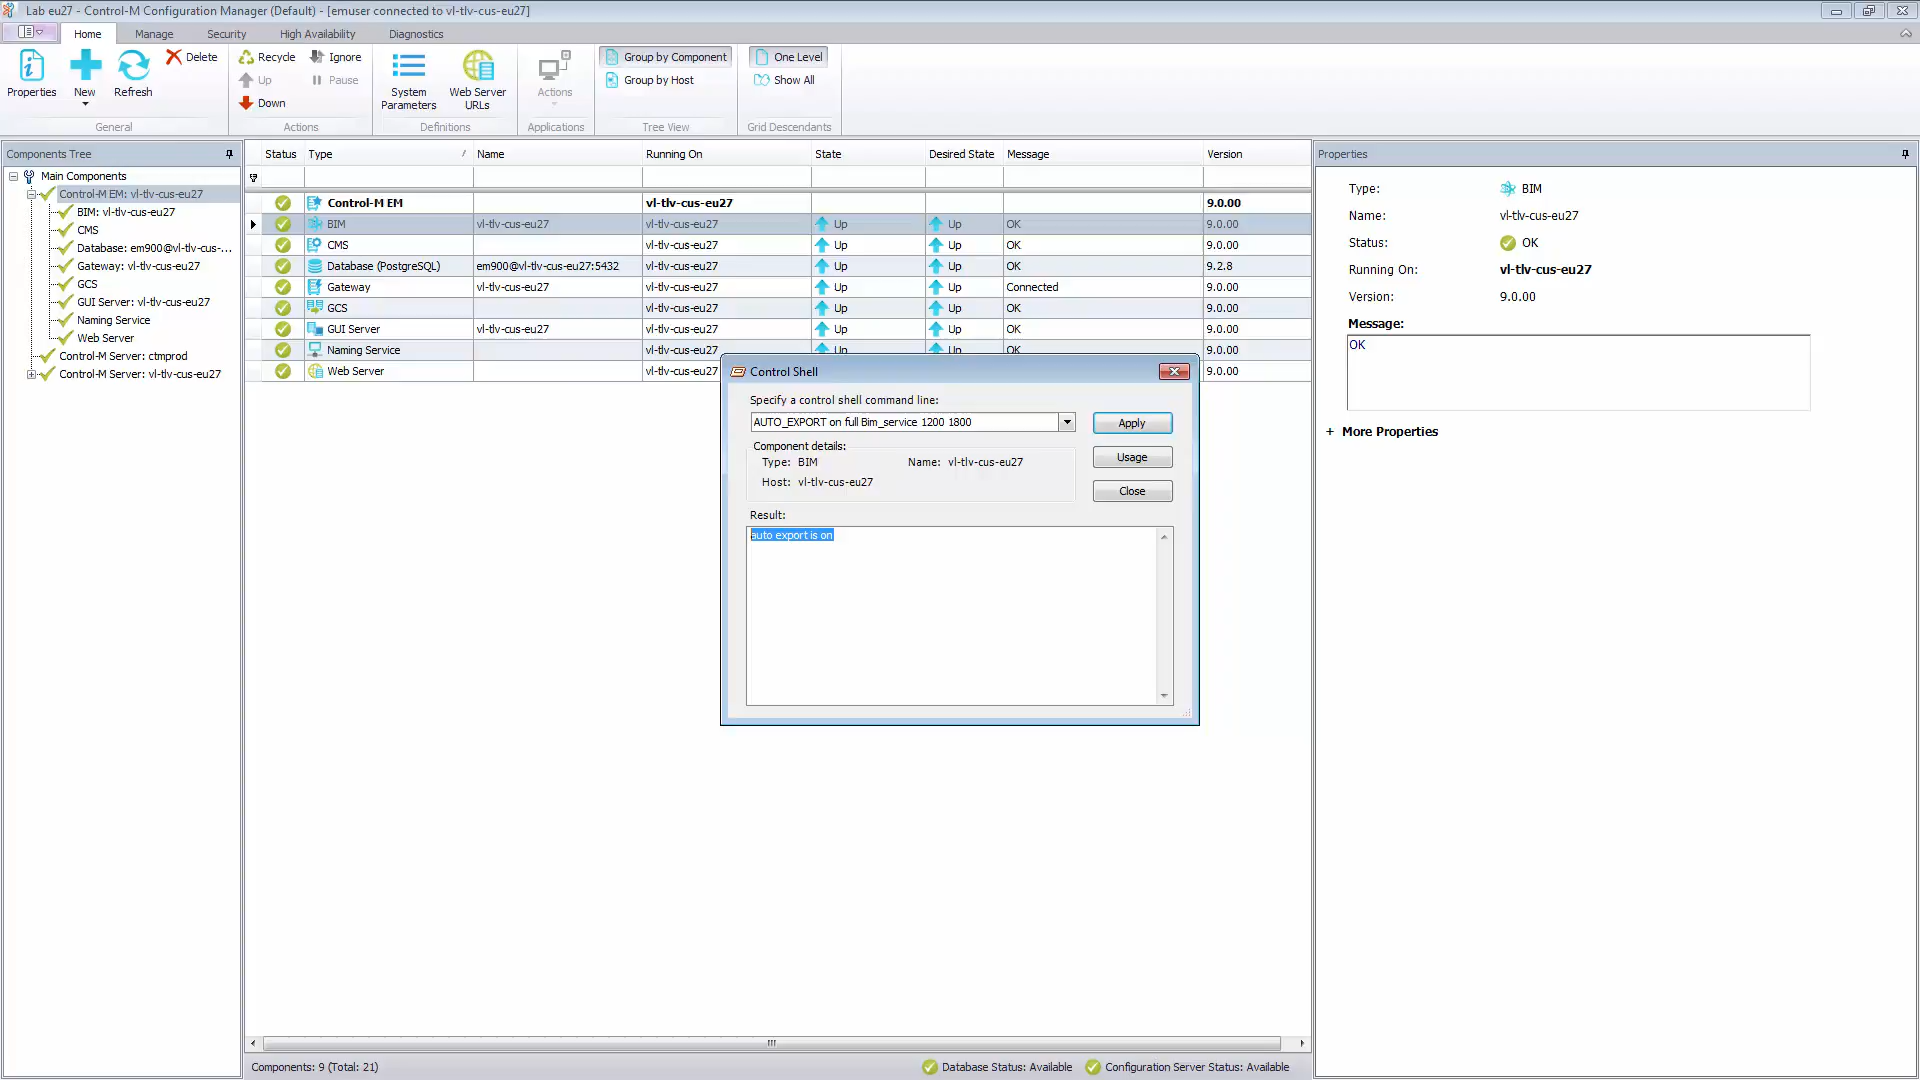 Lab eu27 - Control-M Configuration Manager (Default) - [emuser connected to vl-tlv-cus-eu27]
Home Manage Security High Availability Diagnostics
Properties New Refresh Delete
General
Recycle Ignore
Up Pause
Down
Actions
System Parameters Web Server URLs
Definitions
Actions
Applications
Group by Component
Group by Host
Tree View
One Level
Show All
Grid Descendants
Components Tree
Main Components
Control-M EM: vl-tlv-cus-eu27
BIM: vl-tlv-cus-eu27
CMS
Database: em900@vl-tlv-cus-...
Gateway: vl-tlv-cus-eu27
GCS
GUI Server: vl-tlv-cus-eu27
Naming Service
Web Server
Control-M Server: ctmprod
Control-M Server: vl-tlv-cus-eu27
Status Type / Name Running On State Desired State Message Version
Control-M EM vl-tlv-cus-eu27 9.0.00
BIM vl-tlv-cus-eu27 vl-tlv-cus-eu27 Up Up OK 9.0.00
CMS vl-tlv-cus-eu27 Up Up OK 9.0.00
Database (PostgreSQL) em900@vl-tlv-cus-eu27:5432 vl-tlv-cus-eu27 Up Up OK 9.2.8
Gateway vl-tlv-cus-eu27 vl-tlv-cus-eu27 Up Up Connected 9.0.00
GCS vl-tlv-cus-eu27 Up Up OK 9.0.00
GUI Server vl-tlv-cus-eu27 vl-tlv-cus-eu27 Up Up OK 9.0.00
Naming Service vl-tlv-cus-eu27 Up Up OK 9.0.00
Web Server vl-tlv-cus-eu27 9.0.00
Control Shell
Specify a control shell command line:
AUTO_EXPORT on full Bim_service 1200 1800
Apply
Component details:
Type: BIM Name: vl-tlv-cus-eu27
Host: vl-tlv-cus-eu27
Usage
Close
Result:
auto export is on
Properties
Type: BIM
Name: vl-tlv-cus-eu27
Status: OK
Running On: vl-tlv-cus-eu27
Version: 9.0.00
Message:
OK
+ More Properties
Components: 9 (Total: 21) Database Status: Available Configuration Server Status: Available